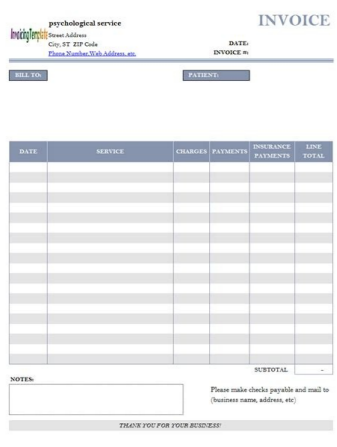 INVOICE
psychological service
InvoicingTemplate
Street Address
City, ST ZIP Code
Phone Number,Web Address, etc.
DATE:
INVOICE #:
BILL TO:
PATIENT:
DATE SERVICE CHARGES PAYMENTS INSURANCE PAYMENTS LINE TOTAL
SUBTOTAL -
NOTES:
Please make checks payable and mail to
(business name, address, etc)
THANK YOU FOR YOUR BUSINESS!